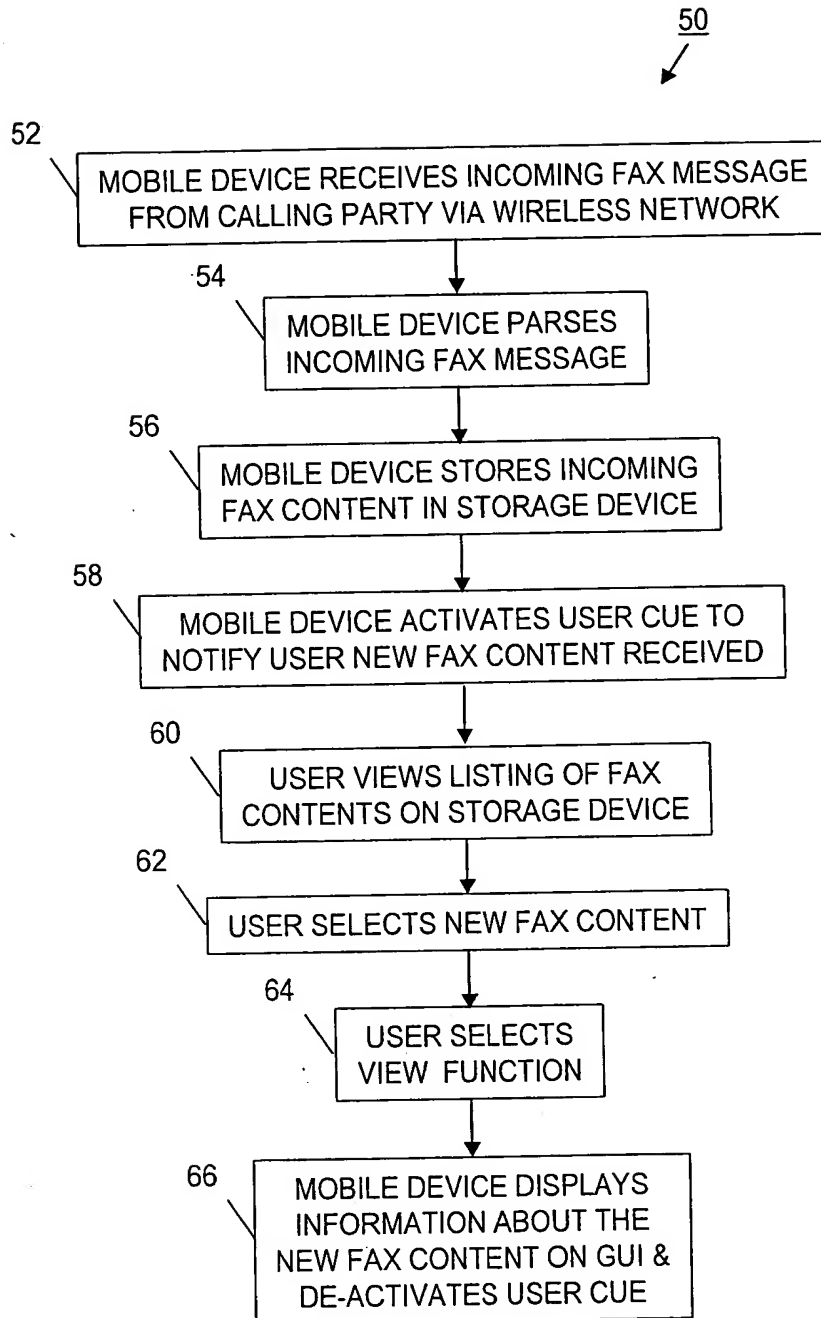 50
52
MOBILE DEVICE RECEIVES INCOMING FAX MESSAGE
FROM CALLING PARTY VIA WIRELESS NETWORK
54
MOBILE DEVICE PARSES
INCOMING FAX MESSAGE
56
MOBILE DEVICE STORES INCOMING
FAX CONTENT IN STORAGE DEVICE
58
MOBILE DEVICE ACTIVATES USER CUE TO
NOTIFY USER NEW FAX CONTENT RECEIVED
60
USER VIEWS LISTING OF FAX
CONTENTS ON STORAGE DEVICE
62
USER SELECTS NEW FAX CONTENT
64
USER SELECTS
VIEW FUNCTION
66
MOBILE DEVICE DISPLAYS
INFORMATION ABOUT THE
NEW FAX CONTENT ON GUI &
DE-ACTIVATES USER CUE